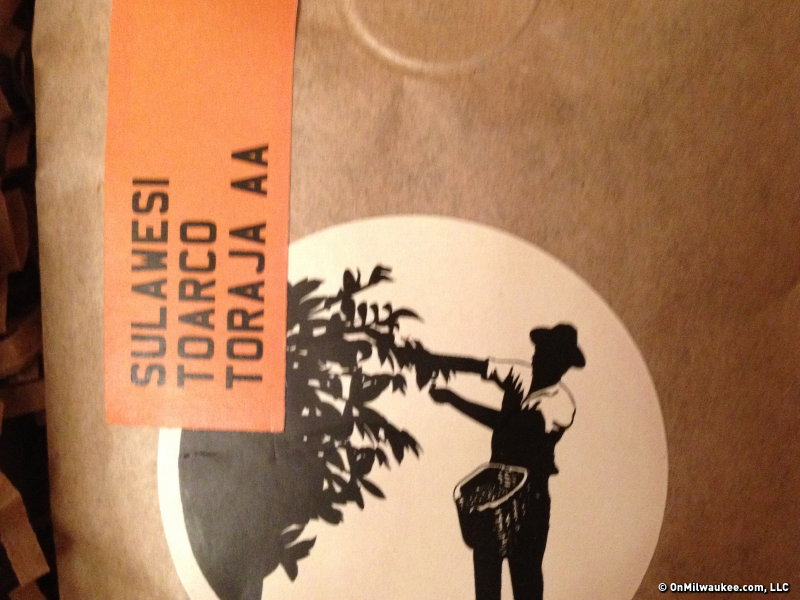 SULAWESI
TOARCO
TORAJA AA
© OnMilwaukee.com, LLC